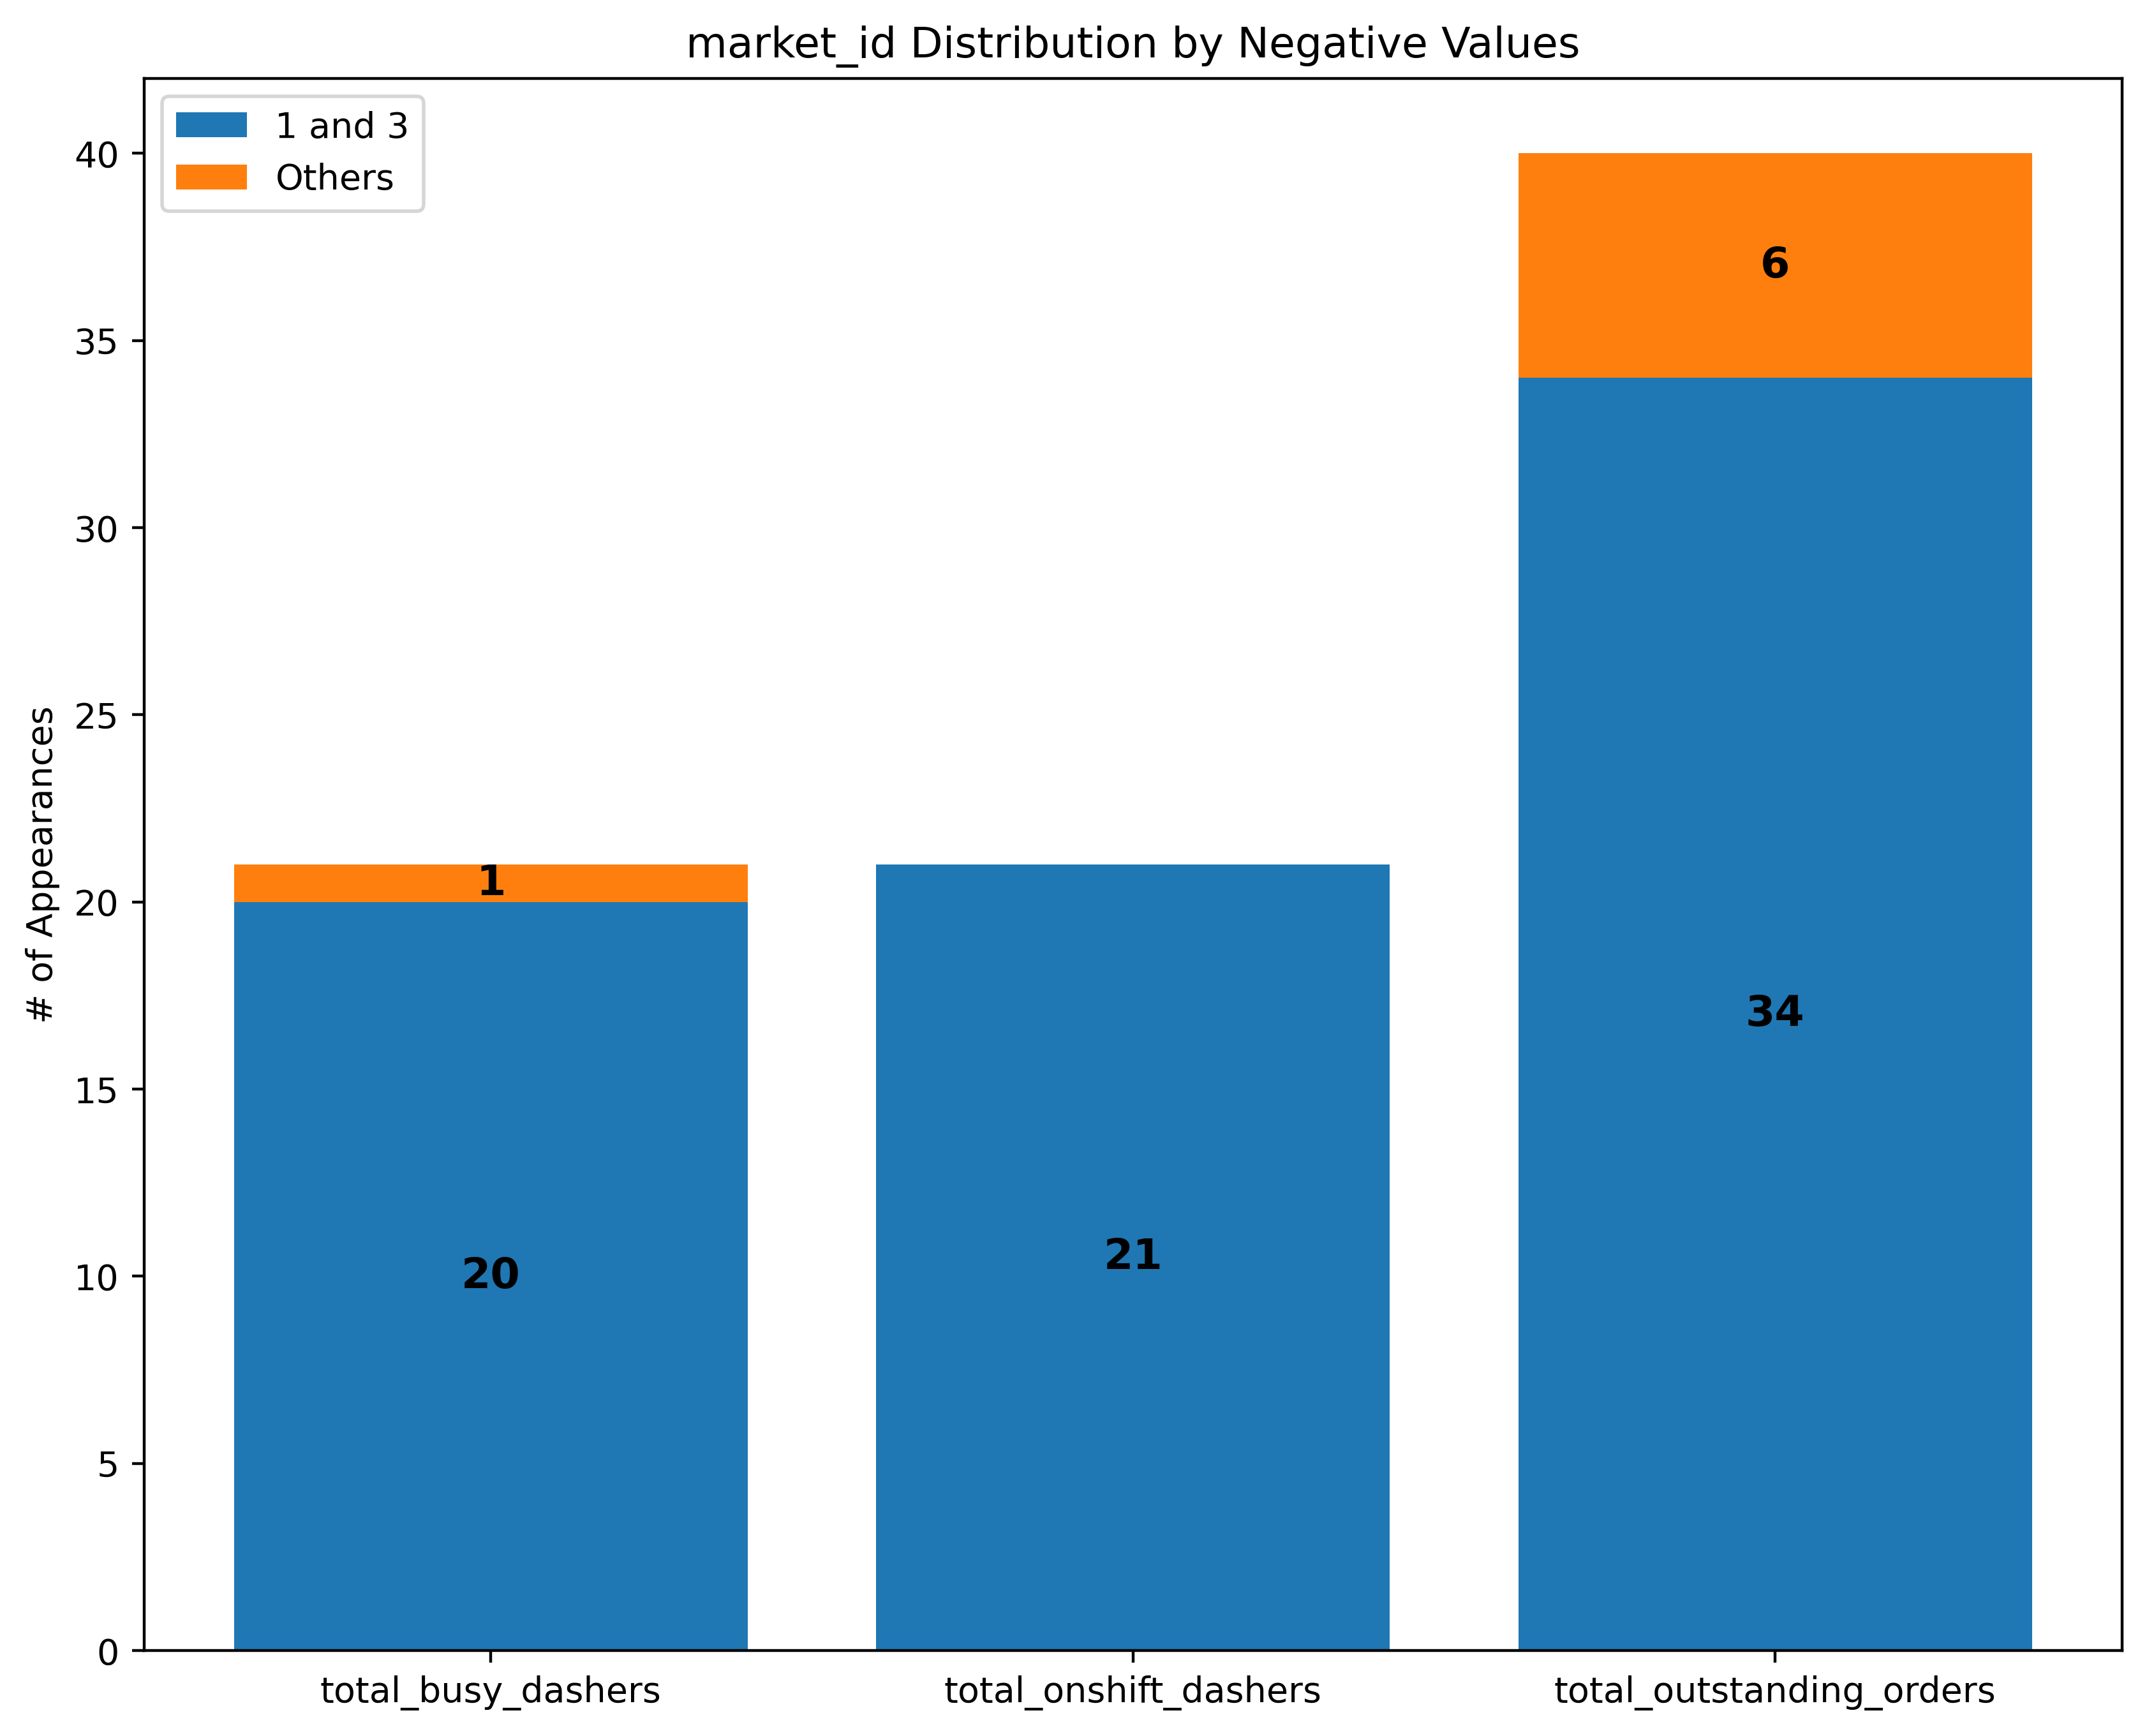 market_id Distribution by Negative Values
1 and 3
Others
# of Appearances
40
35
30
25
20
15
10
5
0
6
34
1
20
21
total_busy_dashers
total_onshift_dashers
total_outstanding_orders